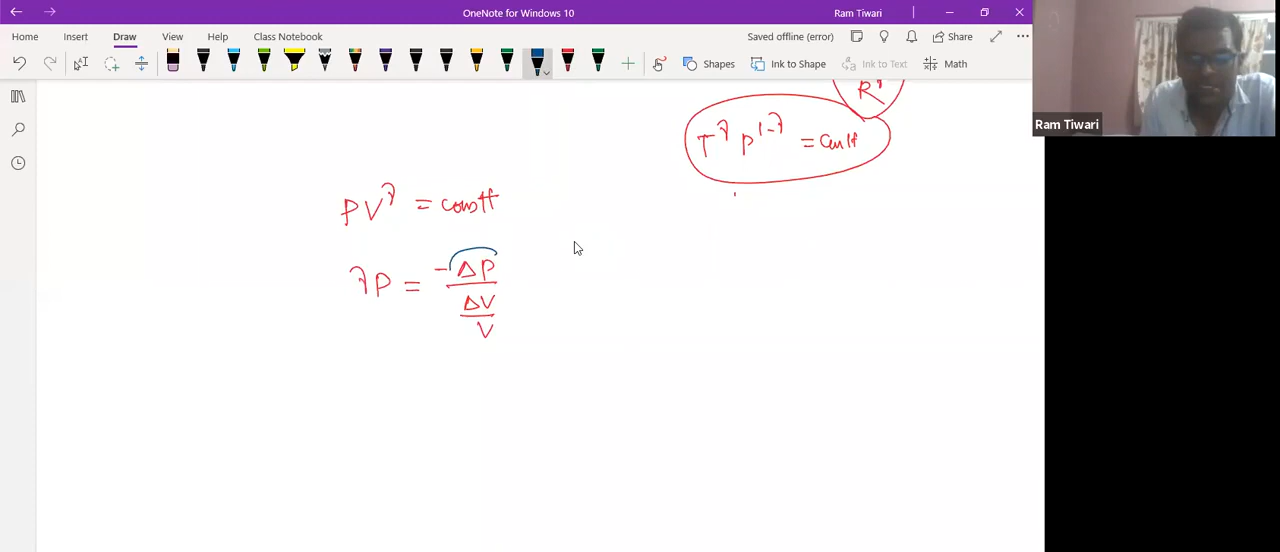 OneNote for Windows 10
Ram Tiwari
Home Insert Draw View Help Class Notebook
Saved offline (error)
Share
Shapes
Ink to Shape
Ink to Text
Math
Ram Tiwari
R^γ
T^γ P^1-γ = const
PV^γ = constt
γP = -ΔP
ΔV
V